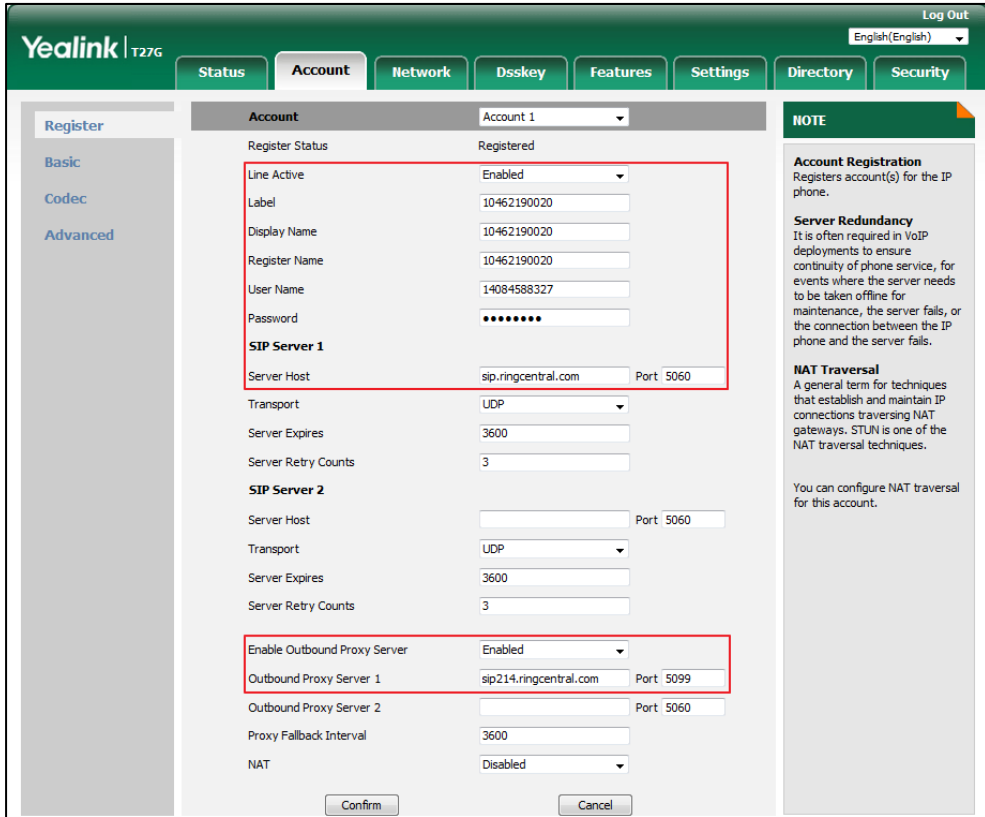 Log Out
English(English)
Yealink T27G
Status Account Network Dsskey Features Settings Directory Security
Register
Basic
Codec
Advanced
Account Account 1
Register Status Registered
Line Active Enabled
Label 10462190020
Display Name 10462190020
Register Name 10462190020
User Name 14084588327
Password ••••••••
SIP Server 1
Server Host sip.ringcentral.com Port 5060
Transport UDP
Server Expires 3600
Server Retry Counts 3
SIP Server 2
Server Host Port 5060
Transport UDP
Server Expires 3600
Server Retry Counts 3
Enable Outbound Proxy Server Enabled
Outbound Proxy Server 1 sip214.ringcentral.com Port 5099
Outbound Proxy Server 2 Port 5060
Proxy Fallback Interval 3600
NAT Disabled
Confirm Cancel
NOTE
Account Registration
Registers account(s) for the IP
phone.
Server Redundancy
It is often required in VoIP
deployments to ensure
continuity of phone service, for
events where the server needs
to be taken offline for
maintenance, the server fails, or
the connection between the IP
phone and the server fails.
NAT Traversal
A general term for techniques
that establish and maintain IP
connections traversing NAT
gateways. STUN is one of the
NAT traversal techniques.
You can configure NAT traversal
for this account.